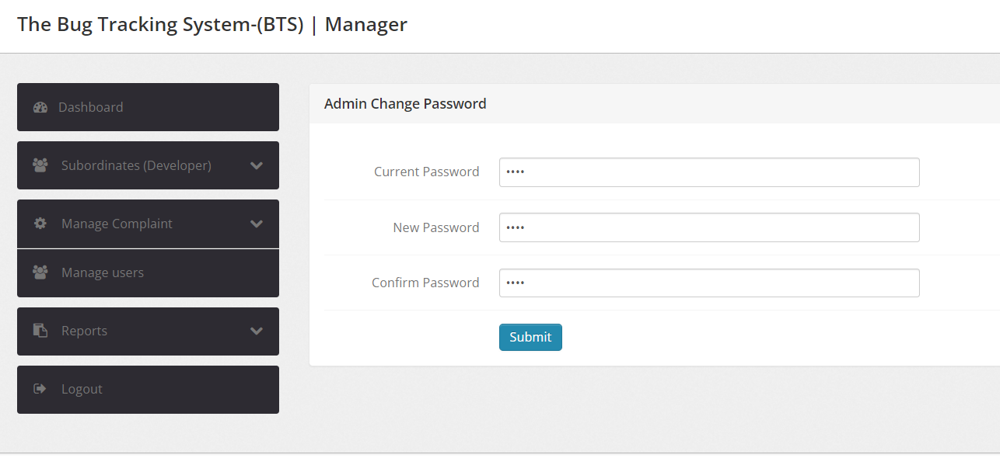 The Bug Tracking System-(BTS) | Manager
Dashboard
Subordinates (Developer)
Manage Complaint
Manage users
Reports
Logout
Admin Change Password
Current Password ••••
New Password ••••
Confirm Password ••••
Submit